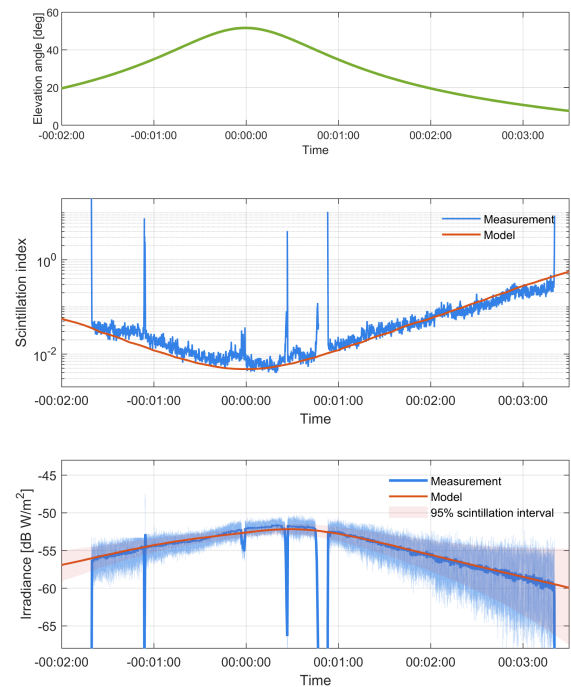 60
40
20
0
Elevation angle [deg]
-00:02:00 -00:01:00 00:00:00 00:01:00 00:02:00 00:03:00
Time
Measurement
Model
10^0
10^-2
Scintillation index
-00:02:00 -00:01:00 00:00:00 00:01:00 00:02:00 00:03:00
Time
Measurement
Model
95% scintillation interval
-45
-50
-55
-60
-65
Irradiance [dB W/m^2]
-00:02:00 -00:01:00 00:00:00 00:01:00 00:02:00 00:03:00
Time